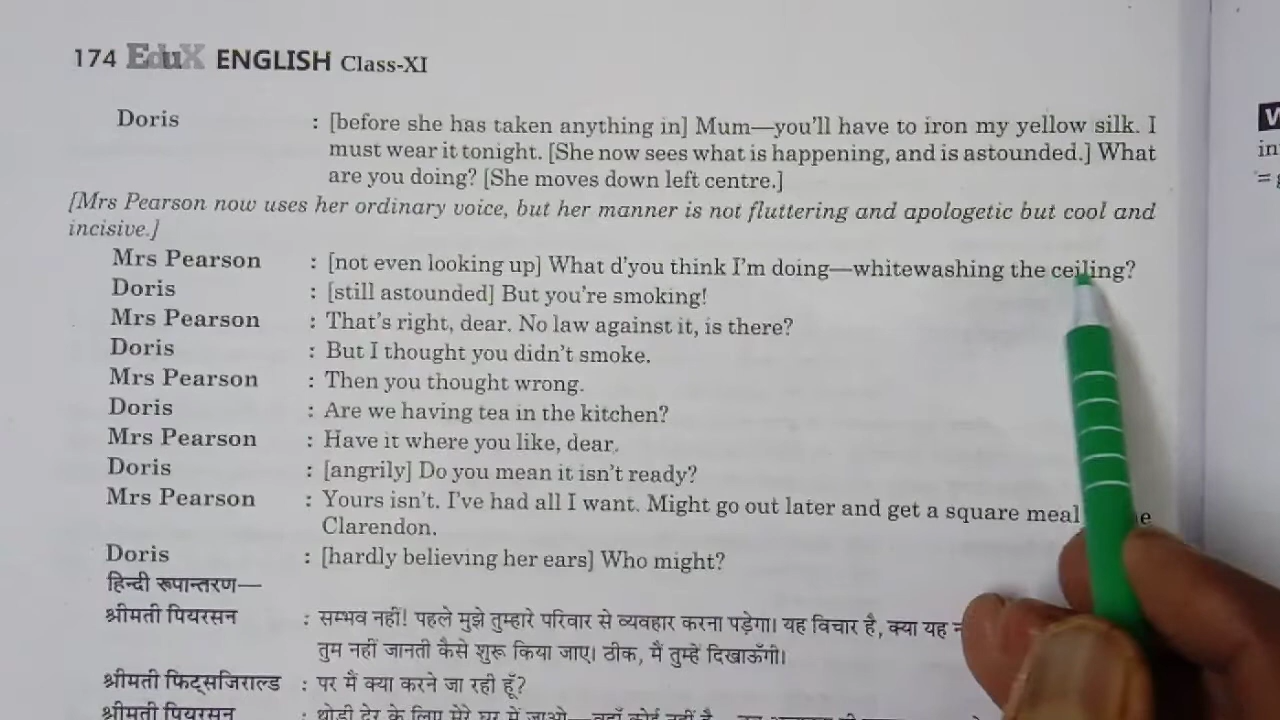 174 EduX ENGLISH Class-XI
Doris : [before she has taken anything in] Mum—you'll have to iron my yellow silk. I
must wear it tonight. [She now sees what is happening, and is astounded.] What
are you doing? [She moves down left centre.]
[Mrs Pearson now uses her ordinary voice, but her manner is not fluttering and apologetic but cool and
incisive.]
Mrs Pearson : [not even looking up] What d'you think I'm doing—whitewashing the ceiling?
Doris : [still astounded] But you're smoking!
Mrs Pearson : That's right, dear. No law against it, is there?
Doris : But I thought you didn't smoke.
Mrs Pearson : Then you thought wrong.
Doris : Are we having tea in the kitchen?
Mrs Pearson : Have it where you like, dear.
Doris : [angrily] Do you mean it isn't ready?
Mrs Pearson : Yours isn't. I've had all I want. Might go out later and get a square meal
Clarendon.
Doris : [hardly believing her ears] Who might?
हिन्दी रूपान्तरण—
श्रीमती पियरसन : सम्भव नहीं! पहले मुझे तुम्हारे परिवार से व्यवहार करना पड़ेगा। यह विचार है, क्या यह
तुम नहीं जानती कैसे शुरू किया जाए। ठीक, मैं तुम्हें दिखाऊँगी।
श्रीमती फिट्सजिराल्ड : पर मैं क्या करने जा रही हूँ?
श्रीमती पियरसन : थोड़ी देर के लिए मेरे घर में जाओ—वहाँ कोई नहीं है